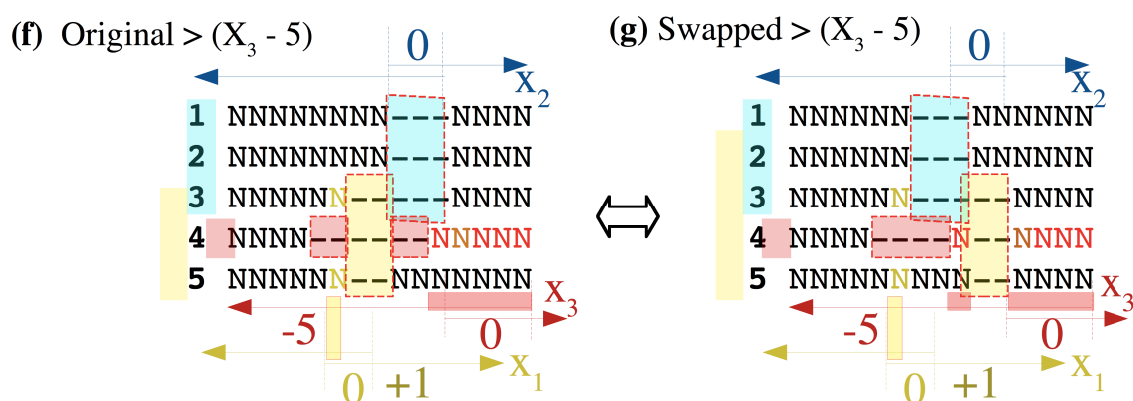 (f) Original > (X₃ - 5)
0
X₂
1 NNNNNNNN---NNNN
2 NNNNNNNN---NNNN
3 NNNNNN-----NNNN
4 NNNN------NNNNN
5 NNNNNN--NNNNNNN
X₃
-5 0
X₁
0 +1
(g) Swapped > (X₃ - 5)
0
X₂
1 NNNNNN---NNNNNN
2 NNNNNN---NNNNNN
3 NNNNNN-----NNNN
4 NNNN----N--NNNN
5 NNNNNNNNN--NNNN
X₃
-5 0
X₁
0 +1